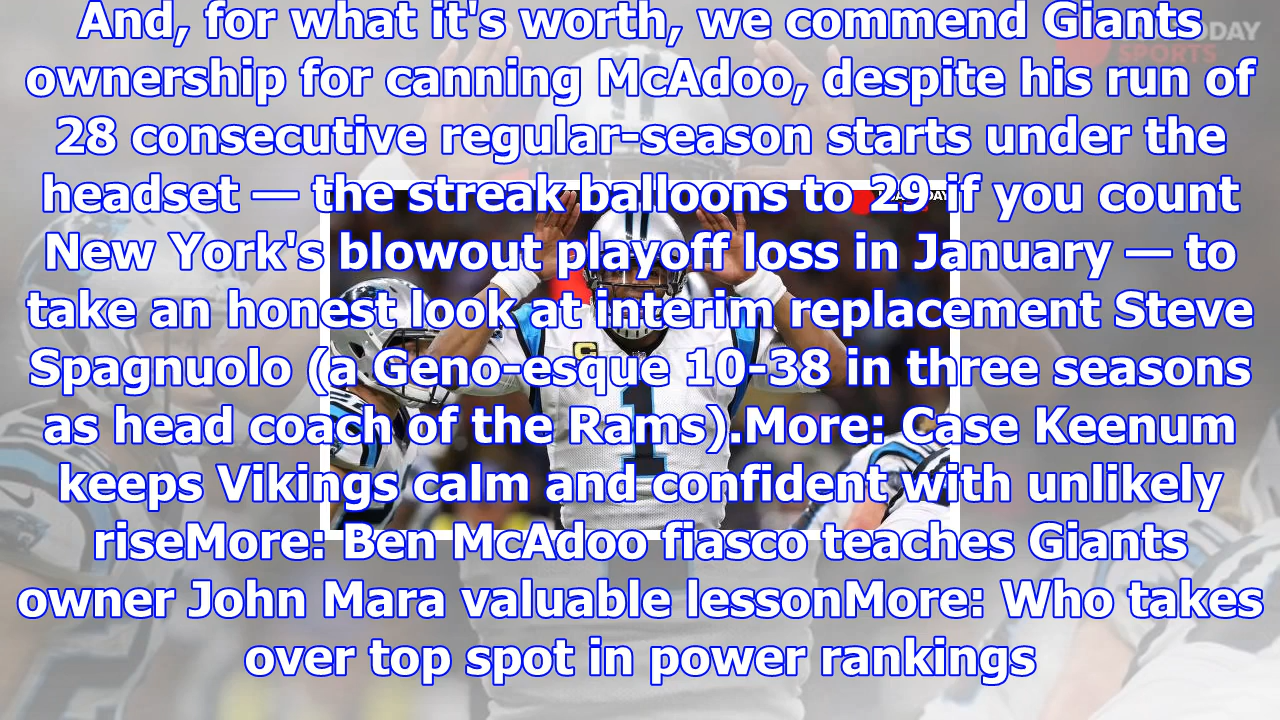 And, for what it's worth, we commend Giants
ownership for canning McAdoo, despite his run of
28 consecutive regular-season starts under the
headset — the streak balloons to 29 if you count
New York's blowout playoff loss in January — to
take an honest look at interim replacement Steve
Spagnuolo (a Geno-esque 10-38 in three seasons
as head coach of the Rams).More: Case Keenum
keeps Vikings calm and confident with unlikely
riseMore: Ben McAdoo fiasco teaches Giants
owner John Mara valuable lessonMore: Who takes
over top spot in power rankings
SPORTS
1
C